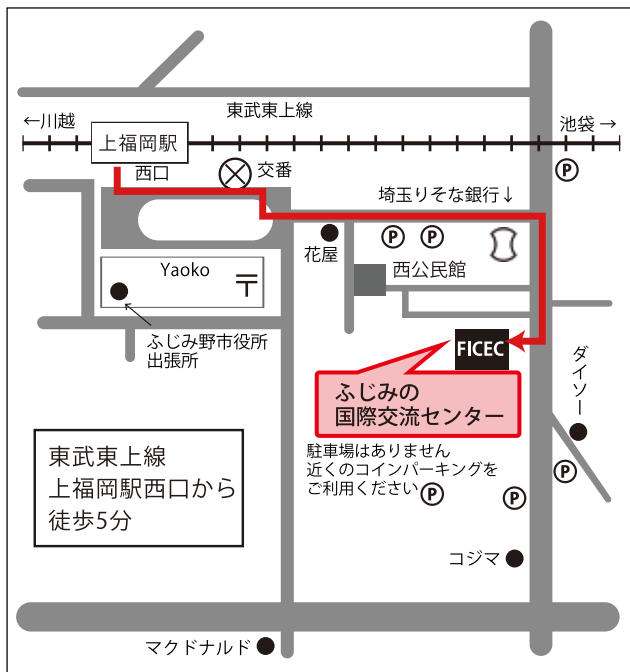 東武東上線
←川越
池袋→
上福岡駅
西口
交番
P
埼玉りそな銀行↓
花屋
P
P
西公民館
Yaoko
〒
ふじみ野市役所
出張所
FICEC
ダイソー
ふじみの
国際交流センター
駐車場はありません
近くのコインパーキングを
ご利用ください
P
P
P
東武東上線
上福岡駅西口から
徒歩5分
コジマ
マクドナルド